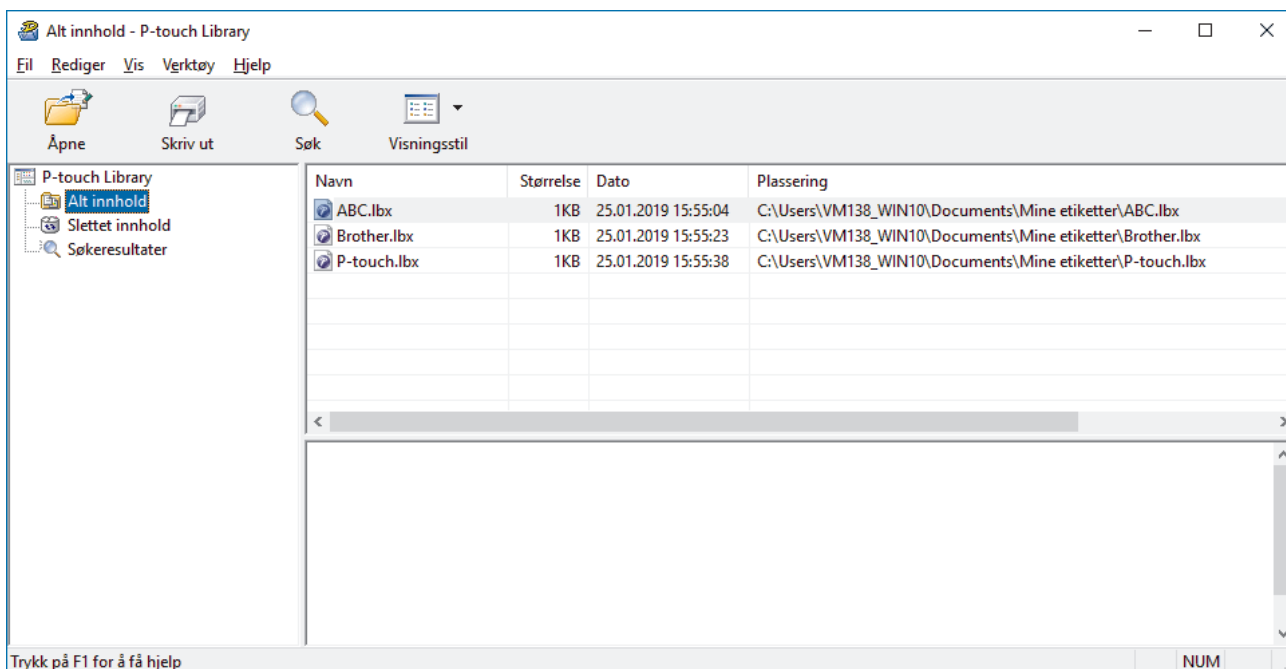 Alt innhold - P-touch Library
Fil Rediger Vis Verktøy Hjelp
Åpne Skriv ut Søk Visningsstil
P-touch Library
Alt innhold
Slettet innhold
Søkeresultater
Navn Størrelse Dato Plassering
ABC.lbx 1KB 25.01.2019 15:55:04 C:\Users\VM138_WIN10\Documents\Mine etiketter\ABC.lbx
Brother.lbx 1KB 25.01.2019 15:55:23 C:\Users\VM138_WIN10\Documents\Mine etiketter\Brother.lbx
P-touch.lbx 1KB 25.01.2019 15:55:38 C:\Users\VM138_WIN10\Documents\Mine etiketter\P-touch.lbx
Trykk på F1 for å få hjelp NUM